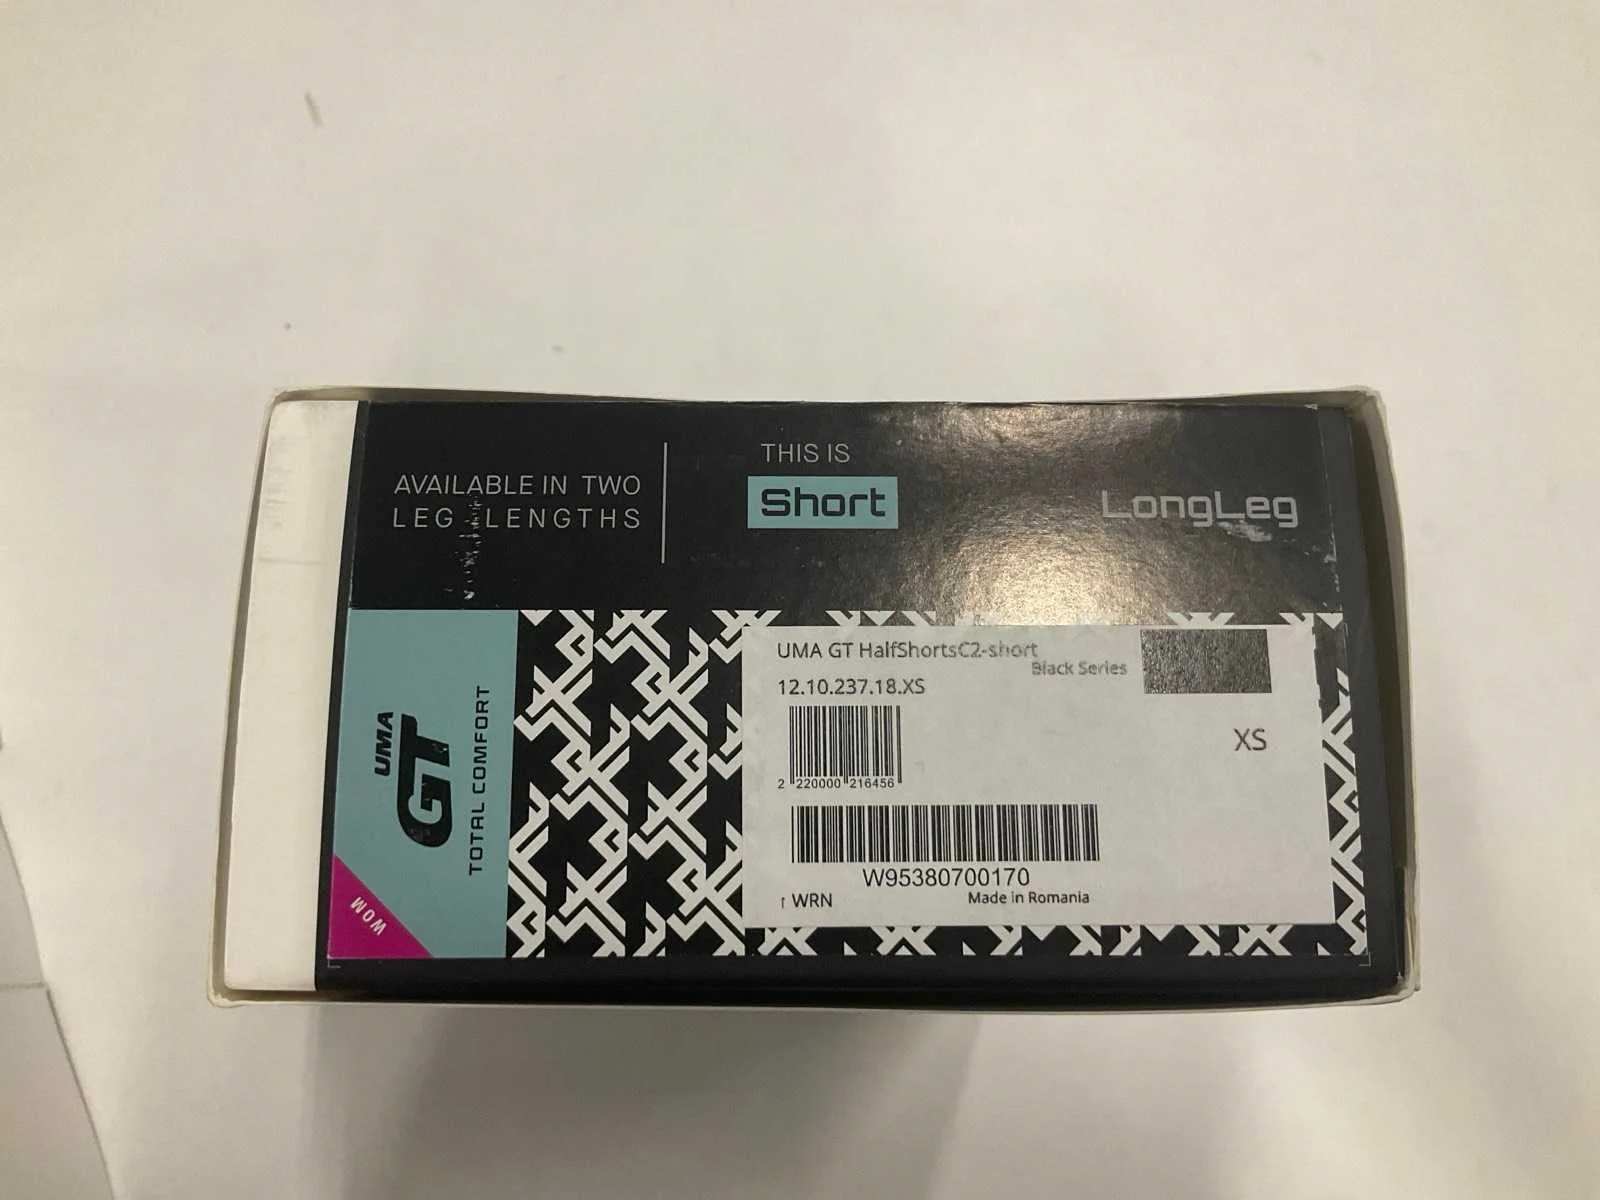 AVAILABLE IN TWO
LEG LENGTHS
THIS IS
Short
LongLeg
UMA
GT
TOTAL COMFORT
WOM
UMA GT HalfShortsC2-short
Black Series
12.10.237.18.XS
XS
2 220000 216456
W95380700170
↑ WRN
Made in Romania